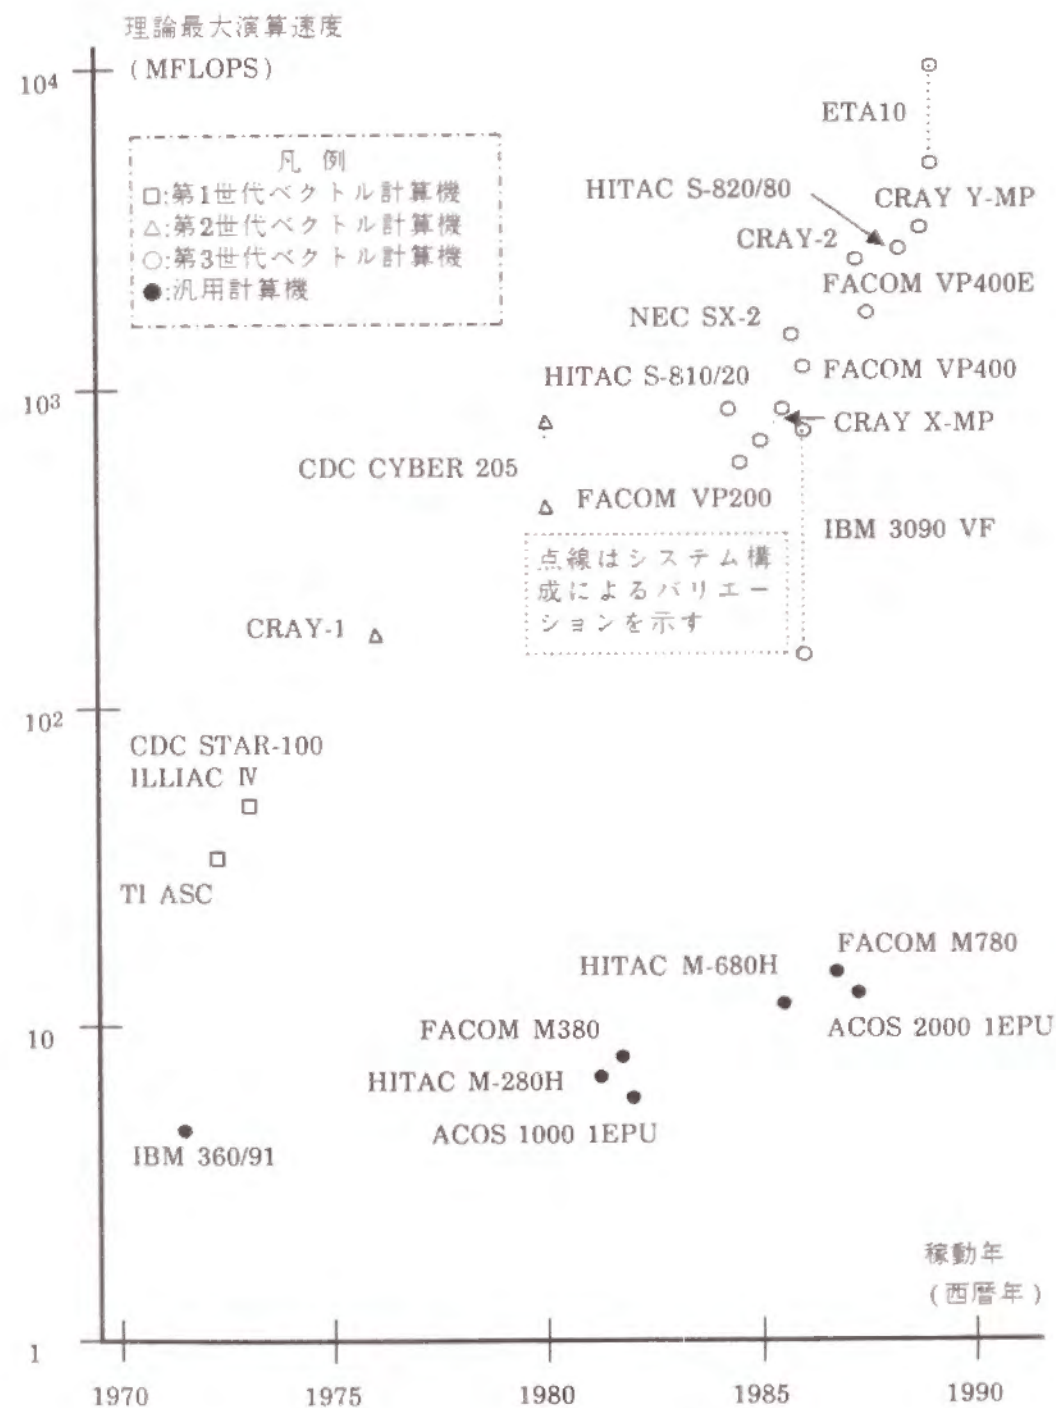 理論最大演算速度
(MFLOPS)
10⁴
ETA10
凡 例
□:第1世代ベクトル計算機
△:第2世代ベクトル計算機
○:第3世代ベクトル計算機
●:汎用計算機
HITAC S-820/80
CRAY Y-MP
CRAY-2
FACOM VP400E
NEC SX-2
FACOM VP400
HITAC S-810/20
10³
CRAY X-MP
CDC CYBER 205
FACOM VP200
IBM 3090 VF
点線はシステム構
成によるバリエー
ションを示す
CRAY-1
10²
CDC STAR-100
ILLIAC Ⅳ
TI ASC
FACOM M780
HITAC M-680H
ACOS 2000 1EPU
10
FACOM M380
HITAC M-280H
ACOS 1000 1EPU
IBM 360/91
稼動年
(西暦年)
1
1970 1975 1980 1985 1990